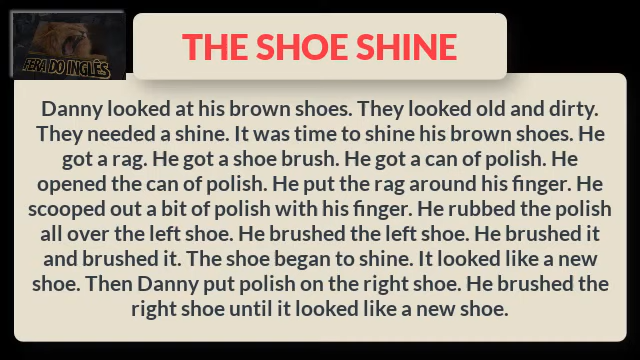 FERA DO INGLÊS
THE SHOE SHINE
Danny looked at his brown shoes. They looked old and dirty.
They needed a shine. It was time to shine his brown shoes. He
got a rag. He got a shoe brush. He got a can of polish. He
opened the can of polish. He put the rag around his finger. He
scooped out a bit of polish with his finger. He rubbed the polish
all over the left shoe. He brushed the left shoe. He brushed it
and brushed it. The shoe began to shine. It looked like a new
shoe. Then Danny put polish on the right shoe. He brushed the
right shoe until it looked like a new shoe.